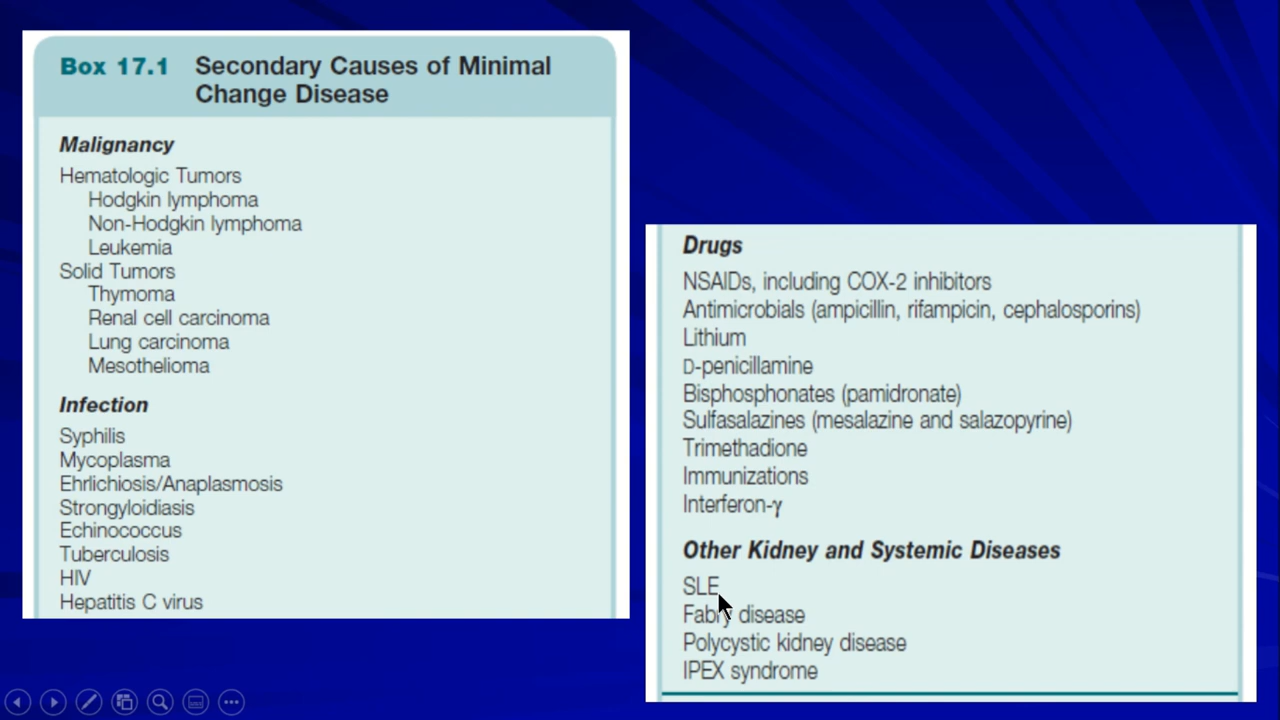 Box 17.1 Secondary Causes of Minimal
Change Disease
Malignancy
Hematologic Tumors
Hodgkin lymphoma
Non-Hodgkin lymphoma
Leukemia
Solid Tumors
Thymoma
Renal cell carcinoma
Lung carcinoma
Mesothelioma
Infection
Syphilis
Mycoplasma
Ehrlichiosis/Anaplasmosis
Strongyloidiasis
Echinococcus
Tuberculosis
HIV
Hepatitis C virus
Drugs
NSAIDs, including COX-2 inhibitors
Antimicrobials (ampicillin, rifampicin, cephalosporins)
Lithium
D-penicillamine
Bisphosphonates (pamidronate)
Sulfasalazines (mesalazine and salazopyrine)
Trimethadione
Immunizations
Interferon-γ
Other Kidney and Systemic Diseases
SLE
Fabry disease
Polycystic kidney disease
IPEX syndrome